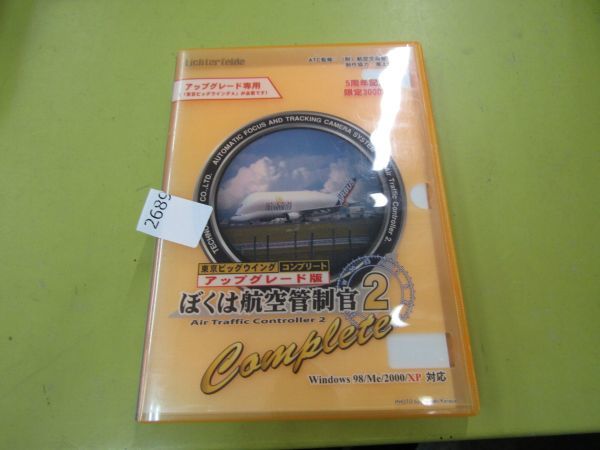 lichterfelde
ATC監修
アップグレード専用
5周年記
限定300
AUTOMATIC FOCUS AND TRACKING CAMERA SYSTEM
Air Traffic Controller 2
CO.,LTD.
2689
東京ビッグウイング コンプリート
アップグレード版
ぼくは航空管制官2
Air Traffic Controller 2
Complete
Windows 98/Me/2000/XP 対応